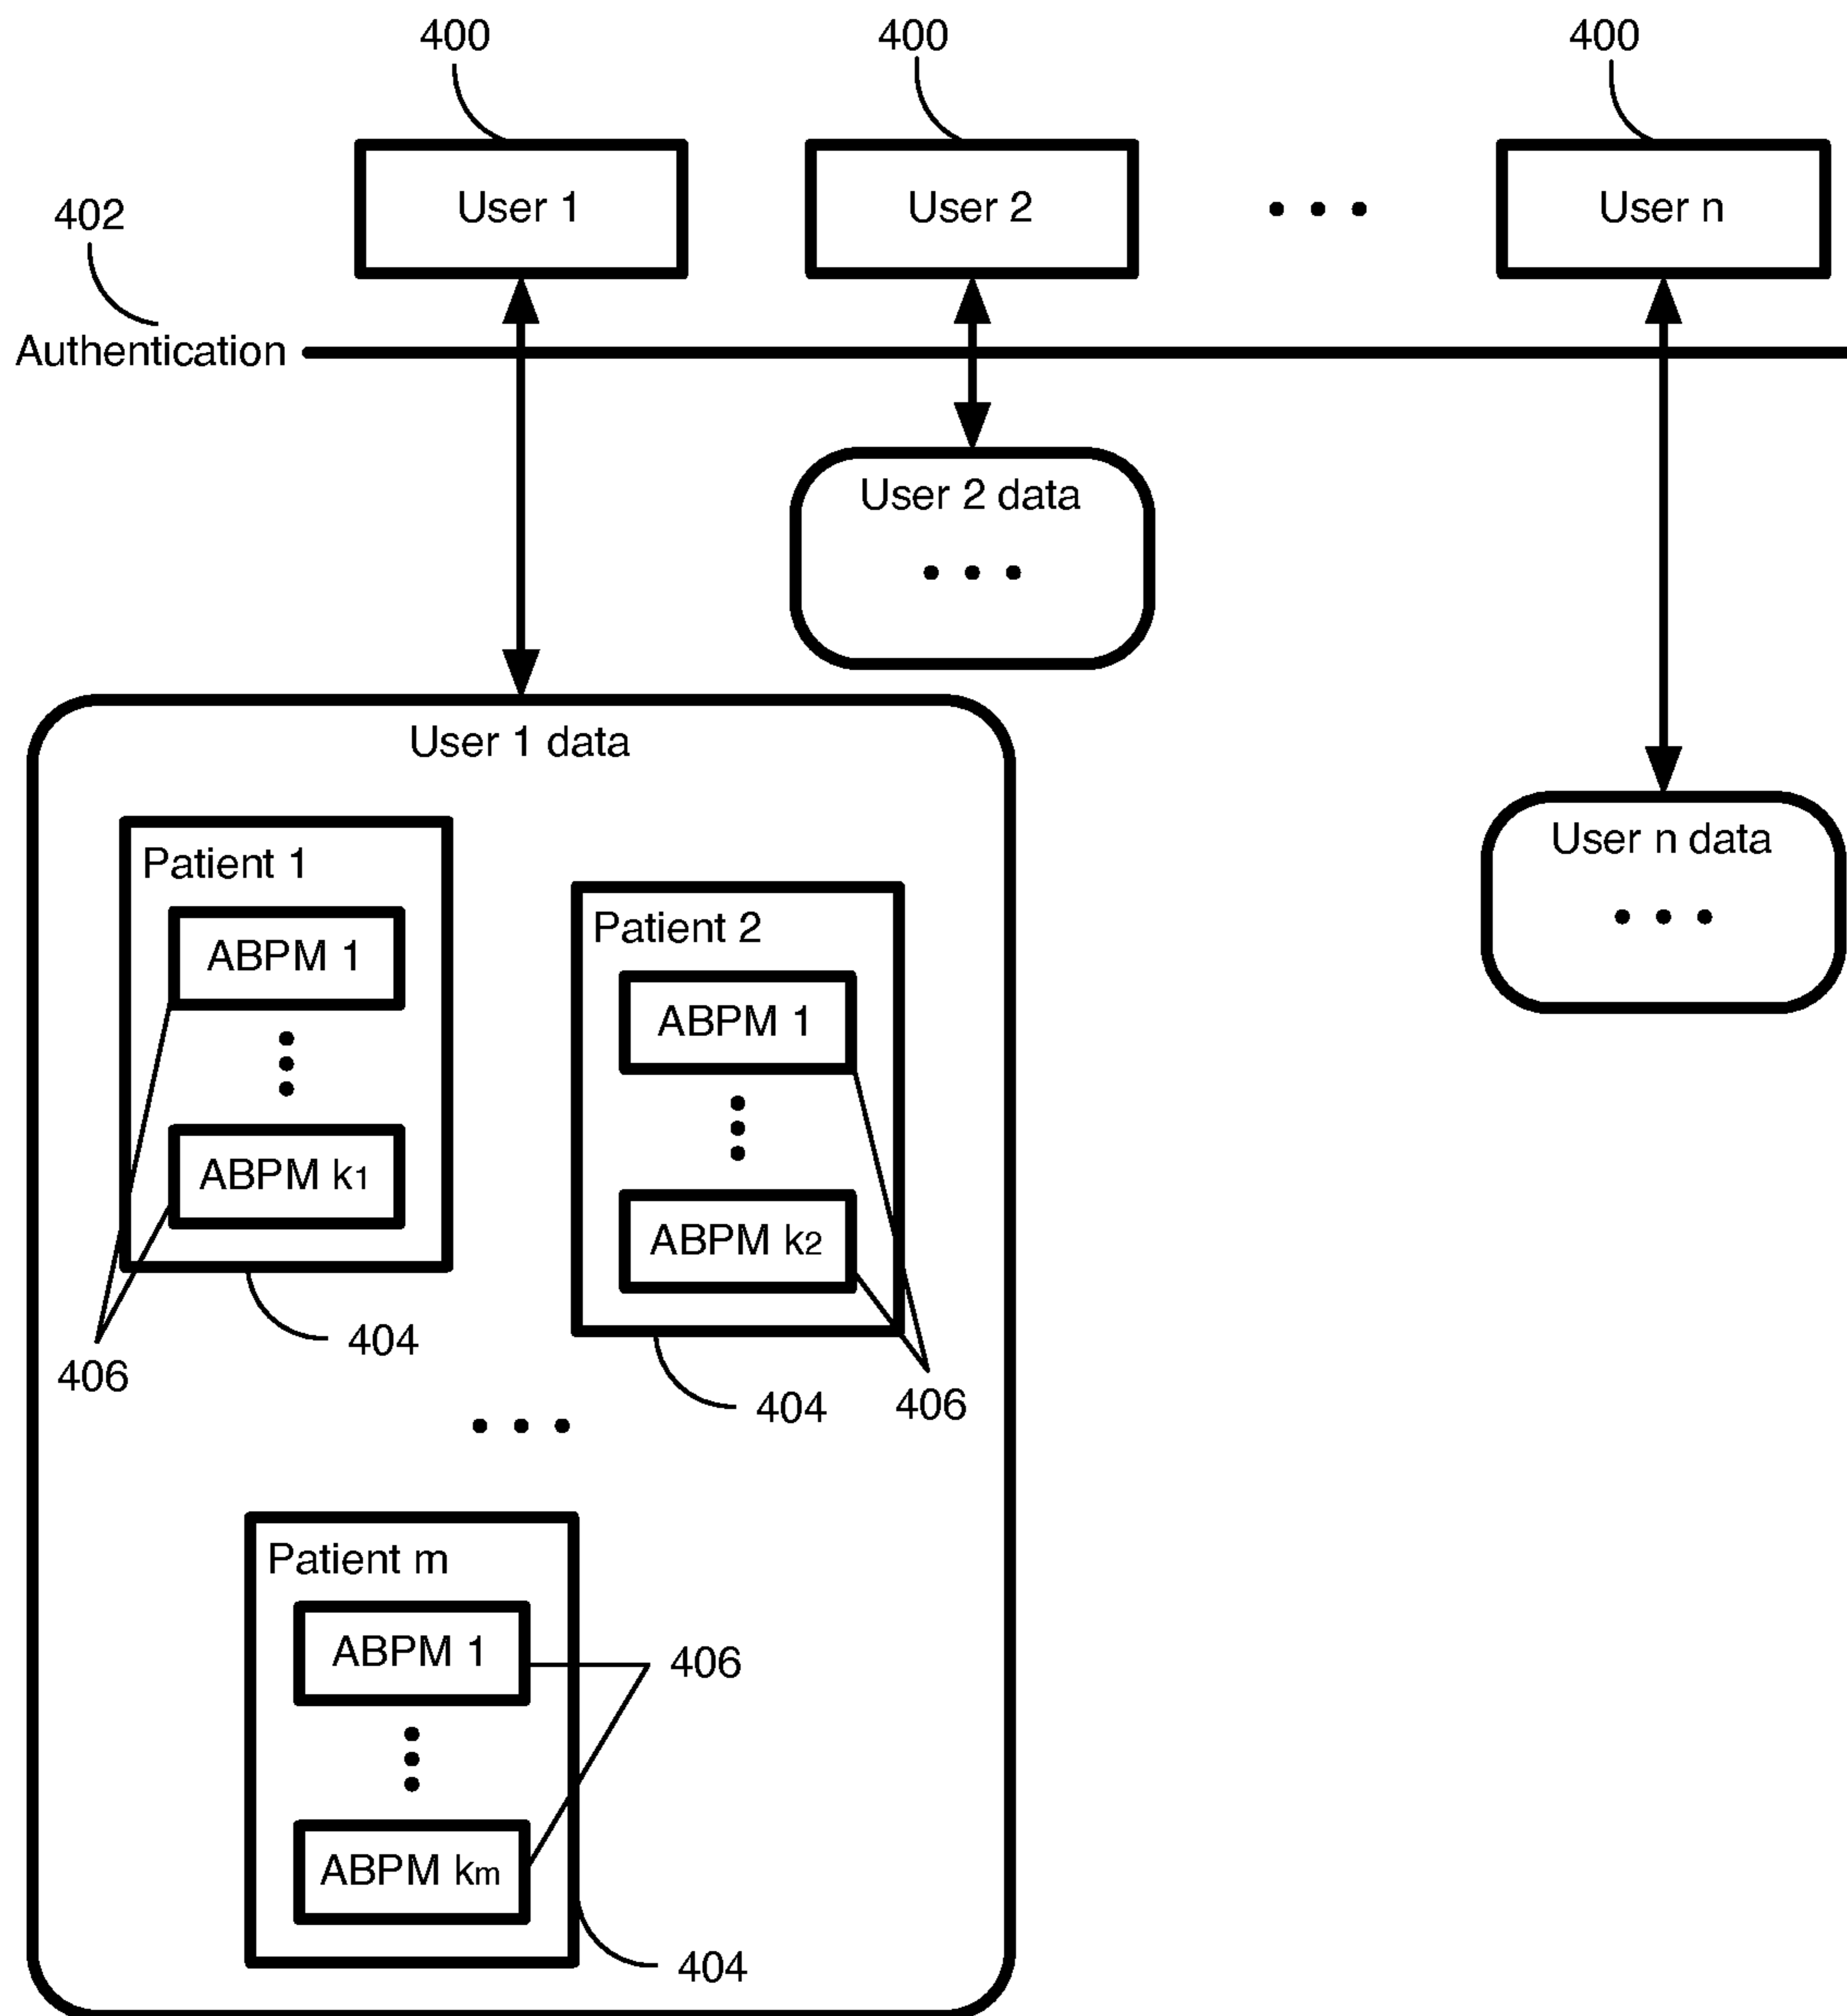 400 400 400
User 1 User 2 • • • User n
402
Authentication
User 2 data
• • •
User 1 data
Patient 1
ABPM 1
ABPM k1
404
406
Patient 2
ABPM 1
ABPM k2
404
406
• • •
Patient m
ABPM 1
406
ABPM km
404
User n data
• • •